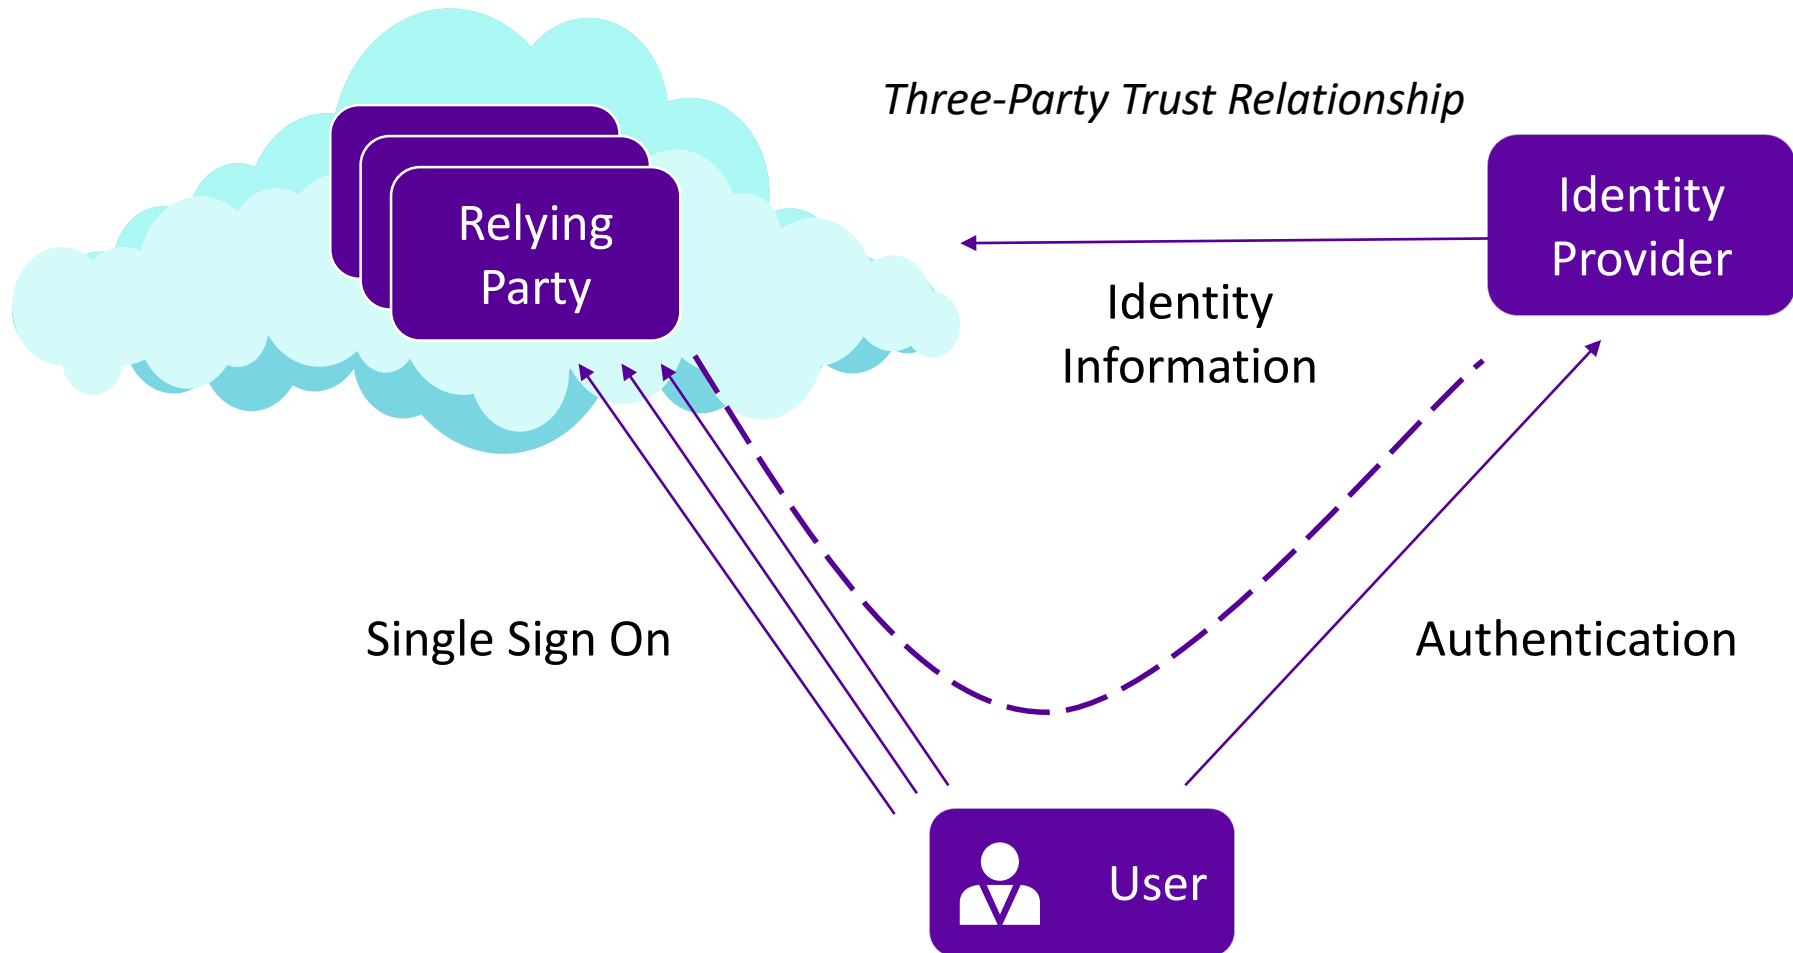 Three-Party Trust Relationship
Relying
Party
Identity
Provider
Identity
Information
Single Sign On
Authentication
User